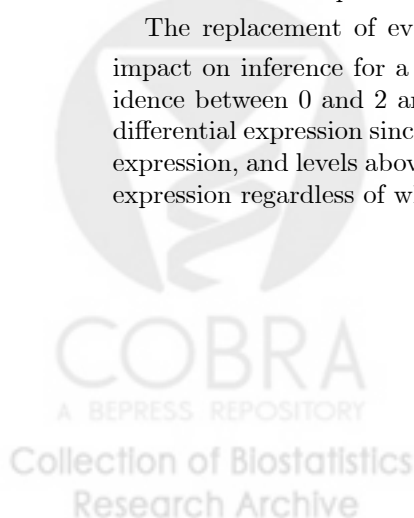 The replacement of ev
impact on inference for a
idence between 0 and 2 a
differential expression sinc
expression, and levels abov
expression regardless of w
COBRA
A BEPRESS REPOSITORY
Collection of Biostatistics
Research Archive